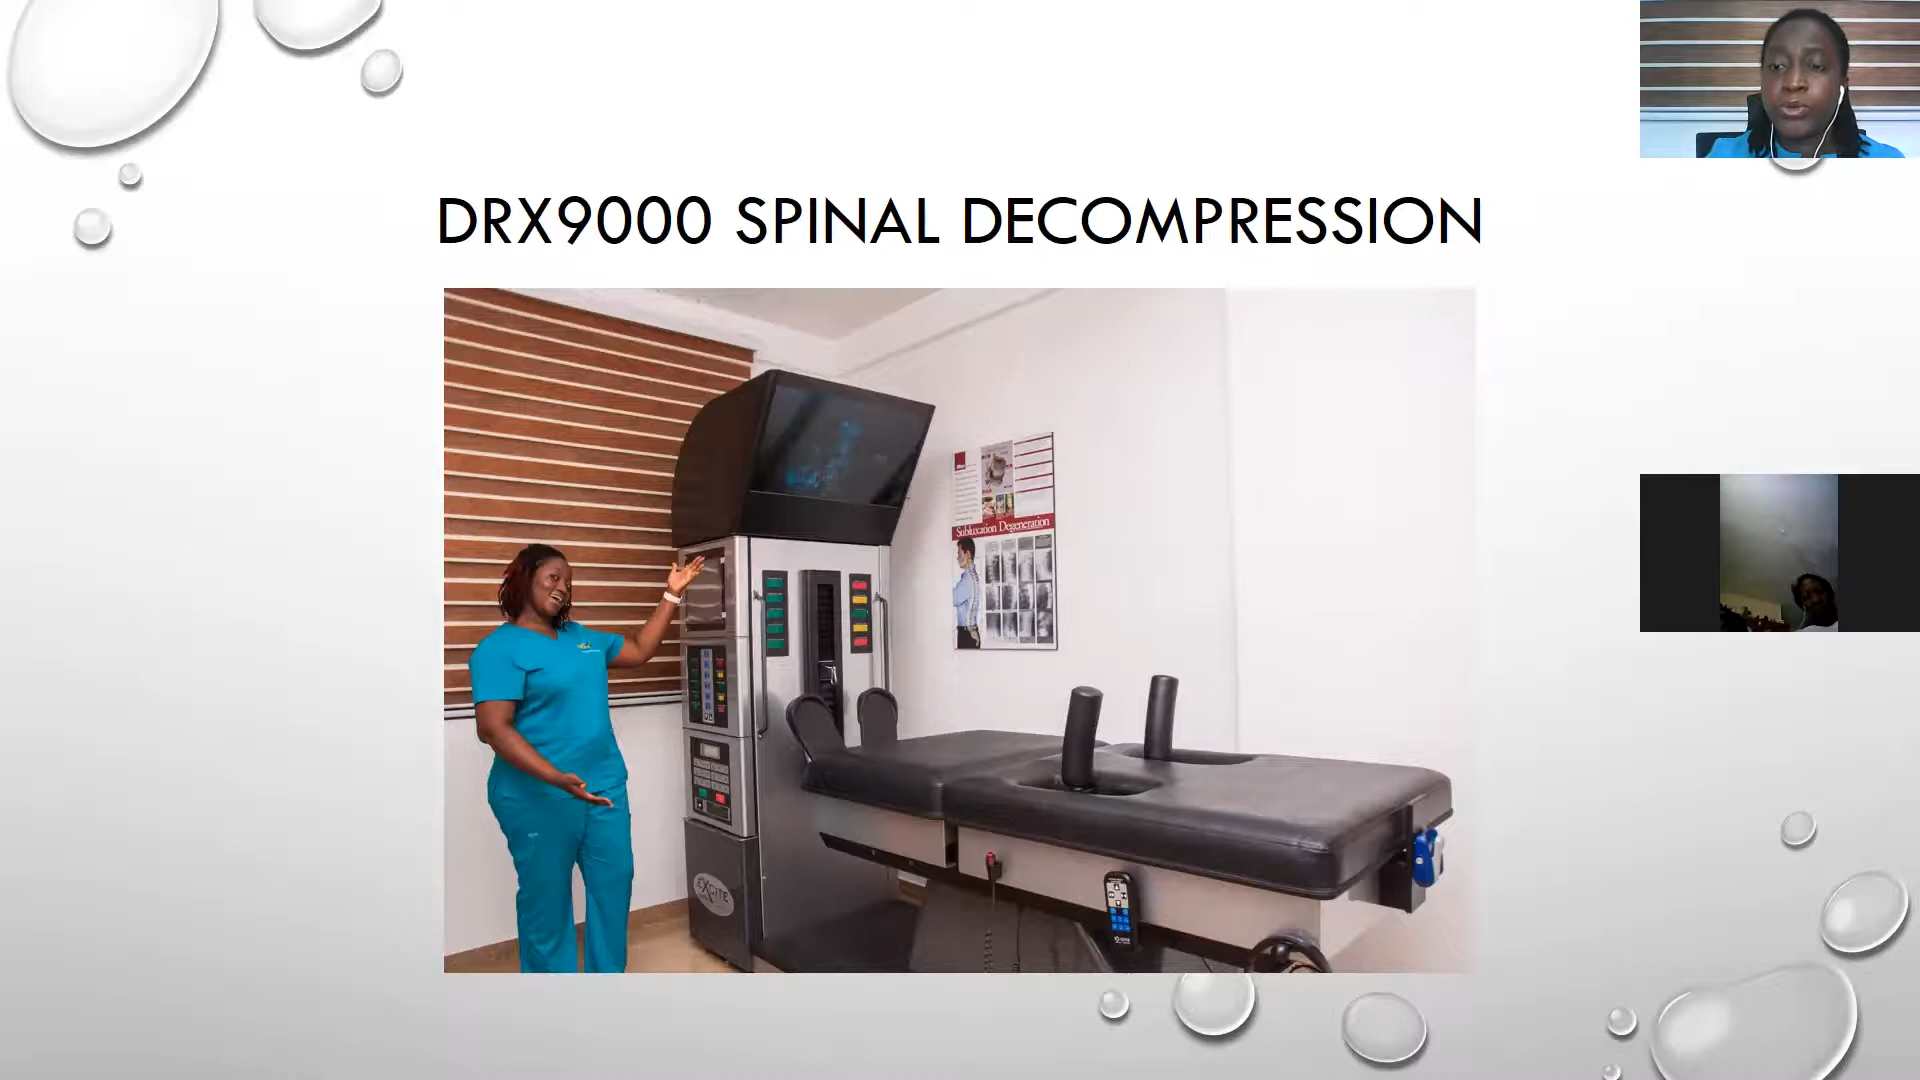 DRX9000 SPINAL DECOMPRESSION
Subluxation Degeneration
EXCITE